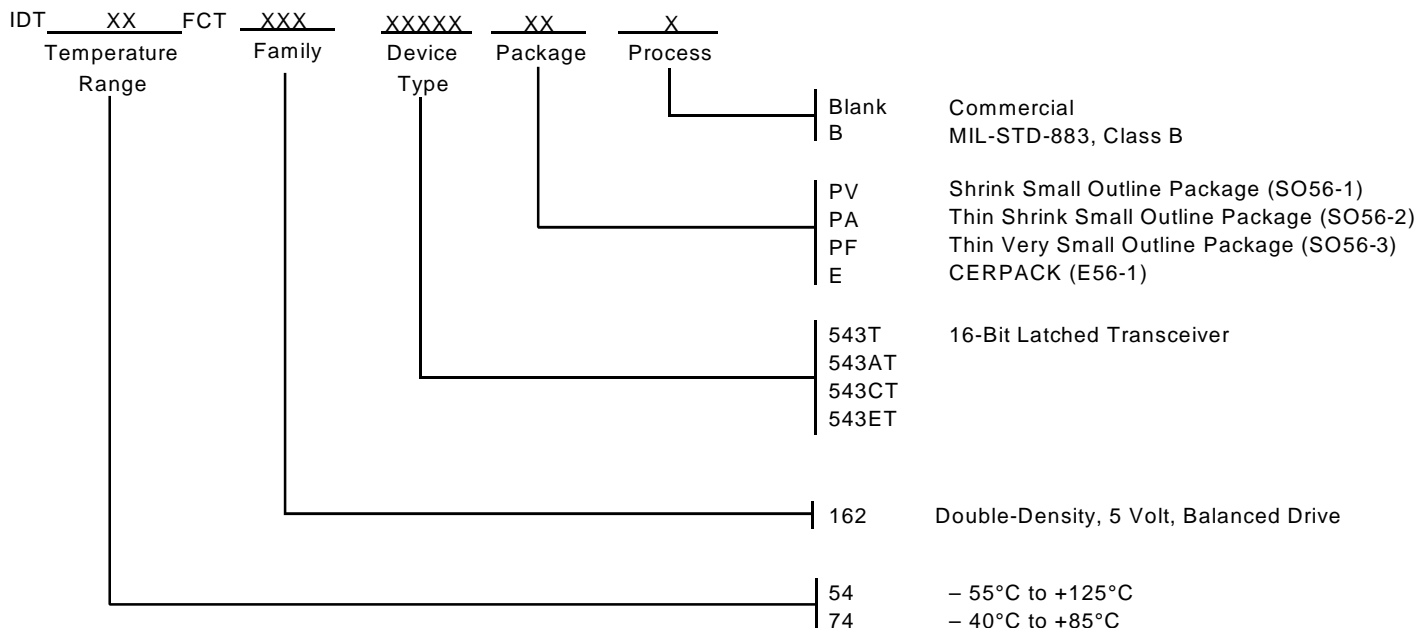 IDT XX FCT XXX XXXXX XX X
Temperature Range
Family
Device Type
Package
Process
Blank Commercial
B MIL-STD-883, Class B
PV Shrink Small Outline Package (SO56-1)
PA Thin Shrink Small Outline Package (SO56-2)
PF Thin Very Small Outline Package (SO56-3)
E CERPACK (E56-1)
543T 16-Bit Latched Transceiver
543AT
543CT
543ET
162 Double-Density, 5 Volt, Balanced Drive
54 – 55°C to +125°C
74 – 40°C to +85°C